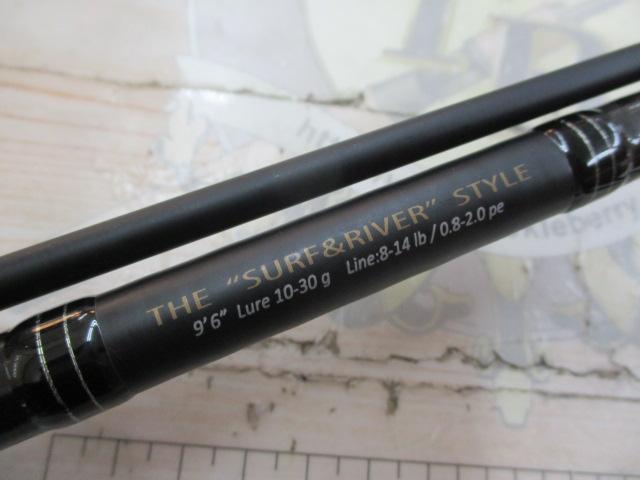 THE "SURF&RIVER" STYLE
9'6" Lure 10-30 g Line:8-14 lb / 0.8-2.0 pe